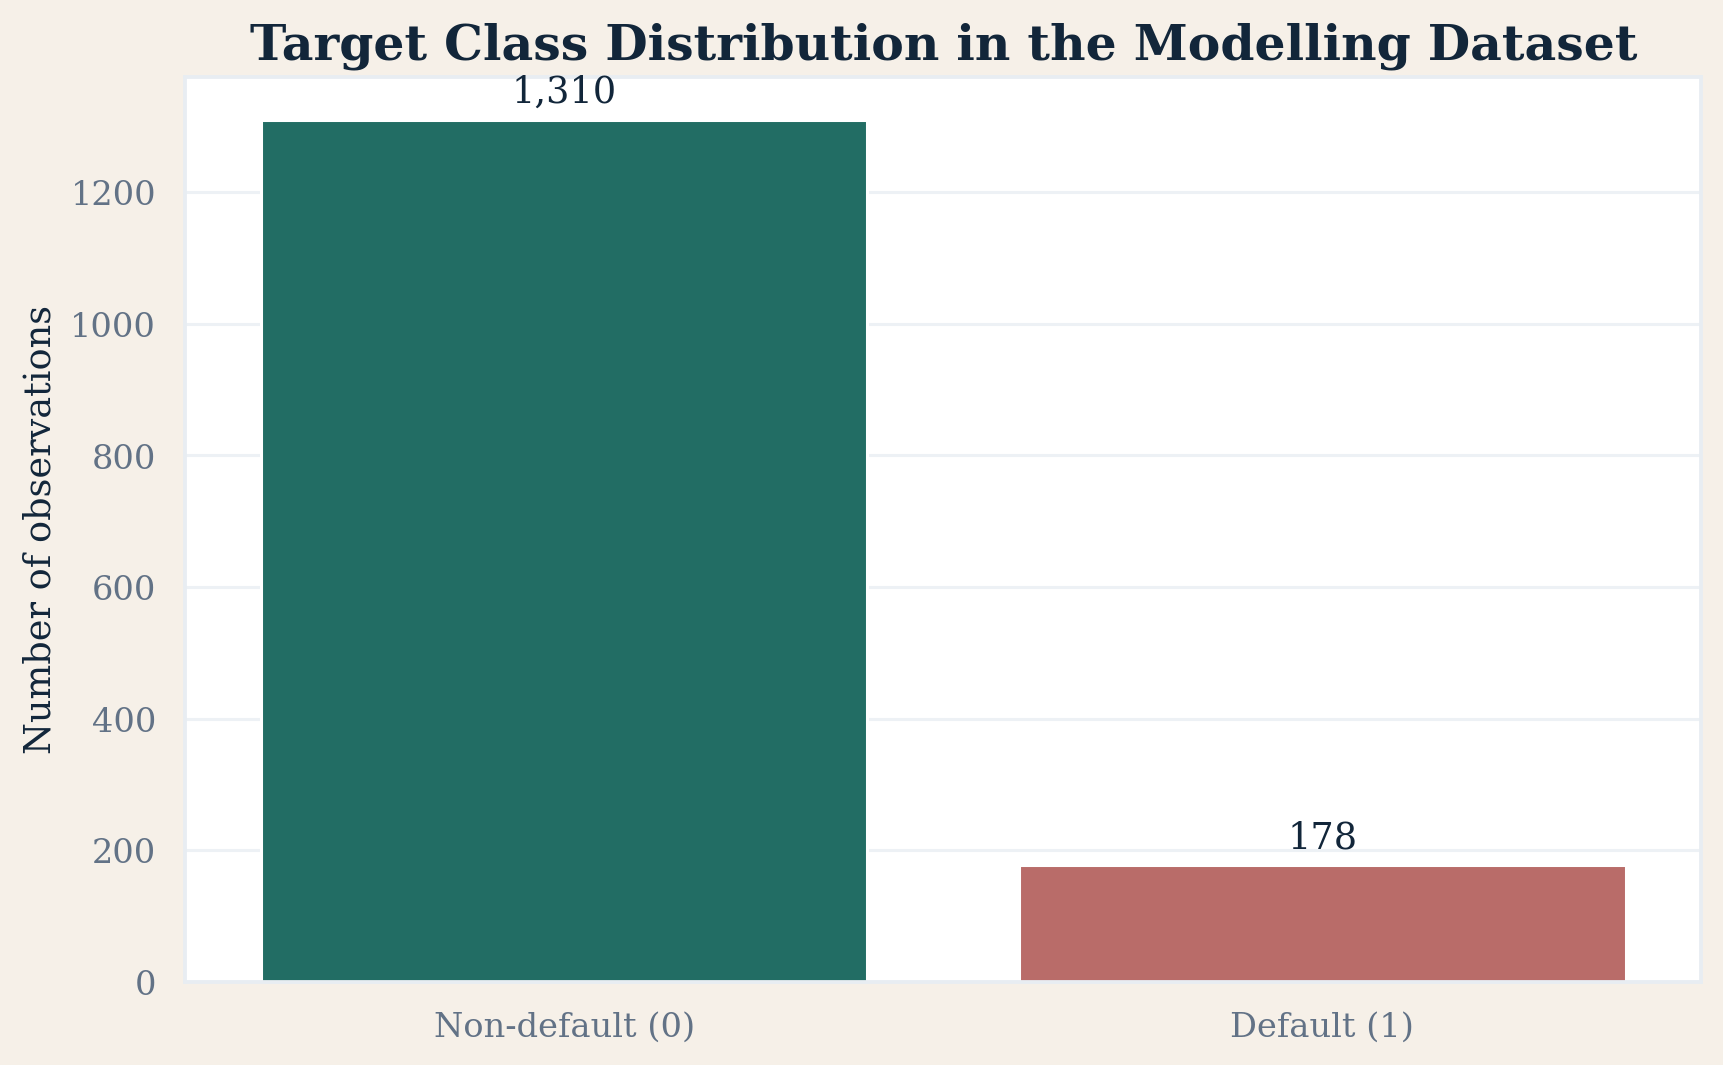 Target Class Distribution in the Modelling Dataset
1,310
1200
1000
800
600
400
200
0
178
Number of observations
Non-default (0)
Default (1)